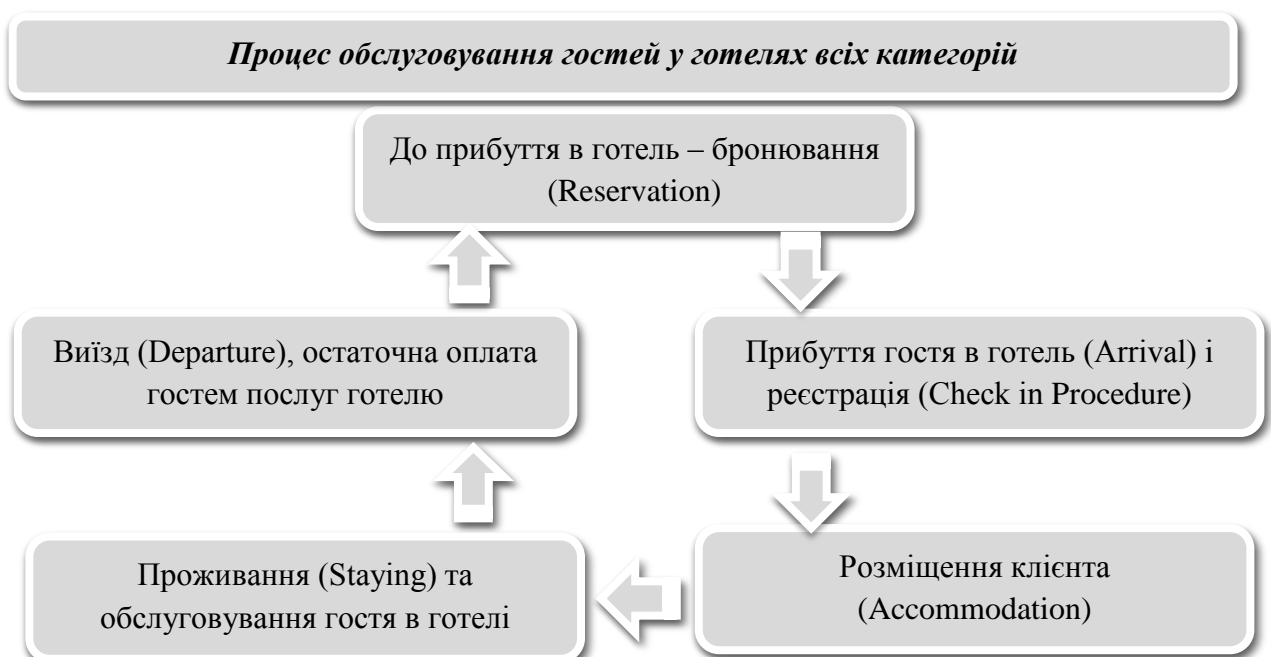 Процес обслуговування гостей у готелях всіх категорій
До прибуття в готель – бронювання
(Reservation)
Прибуття гостя в готель (Arrival) і
реєстрація (Check in Procedure)
Розміщення клієнта
(Accommodation)
Проживання (Staying) та
обслуговування гостя в готелі
Виїзд (Departure), остаточна оплата
гостем послуг готелю